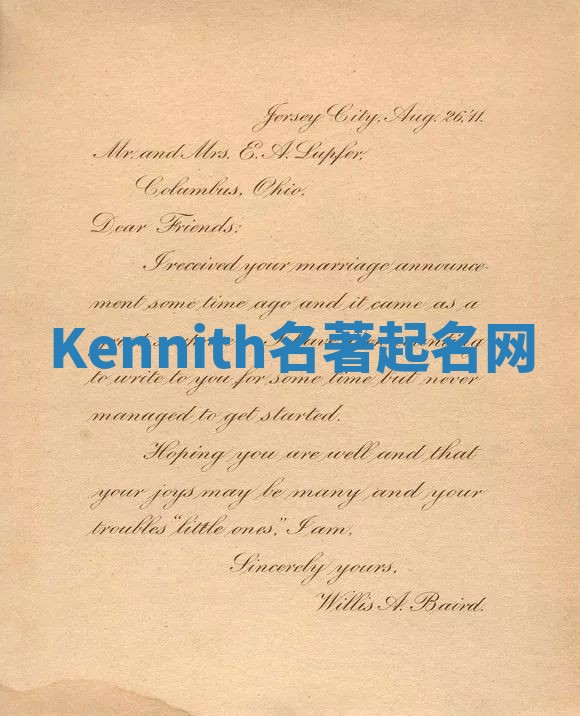 Jersey City, Aug. 26, '11.
Mr. and Mrs. E. A. Lupfer,
Columbus, Ohio.
Dear Friends:
I received your marriage announce-
ment some time ago and it came as a
Kennith名著起名网
to write to you for some time but never
managed to get started.
Hoping you are well and that
your joys may be many and your
troubles "little ones," I am,
Sincerely yours,
Willis A. Baird.